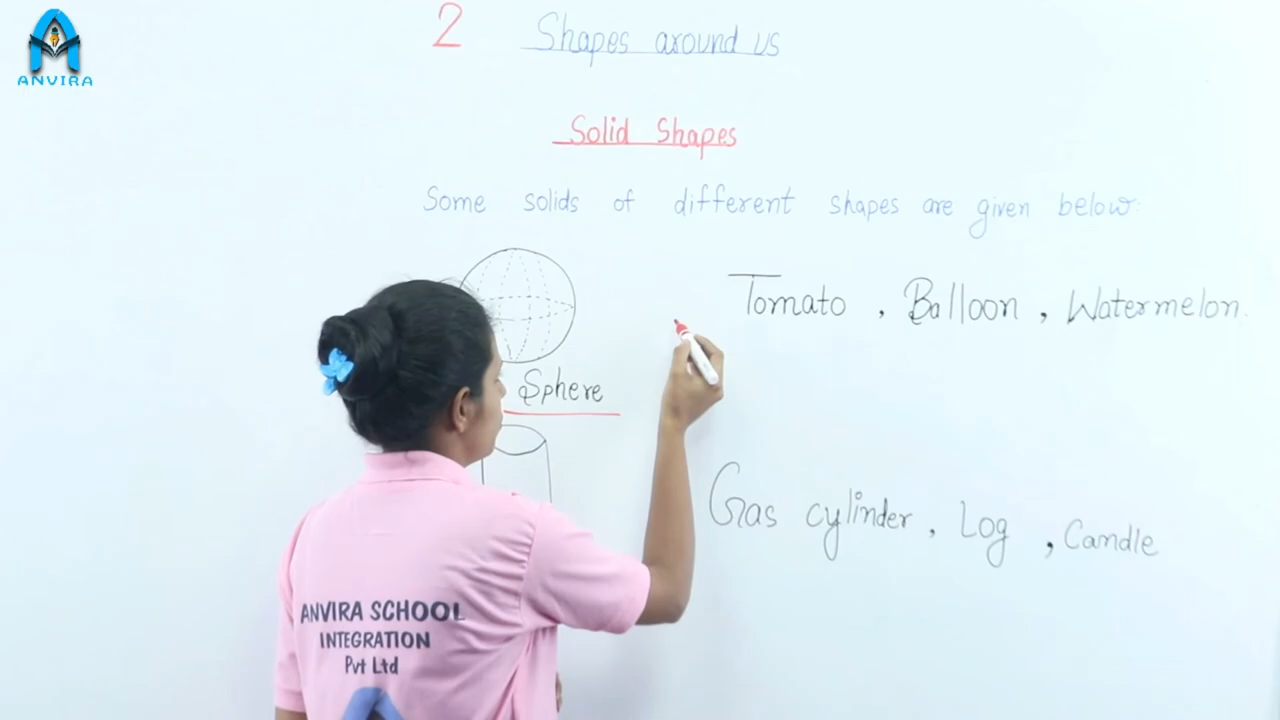 ANVIRA
2 Shapes around us
Solid Shapes
Some solids of different shapes are given below:
Tomato , Balloon , Watermelon.
Sphere
Gas cylinder , Log , Candle
ANVIRA SCHOOL
INTEGRATION
Pvt Ltd